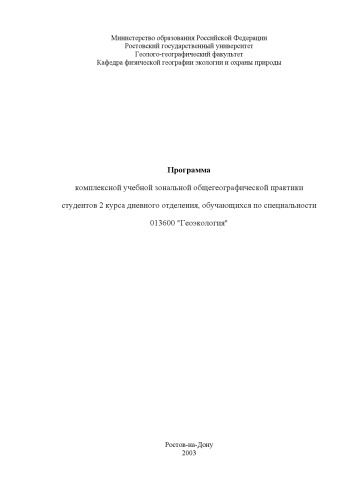 Министерство образования Российской Федерации
Ростовский государственный университет
Геолого-географический факультет
Кафедра физической географии экологии и охраны природы
Программа
комплексной учебной зональной общегеографической практики
студентов 2 курса дневного отделения, обучающихся по специальности
013600 "Геоэкология"
Ростов-на-Дону
2003